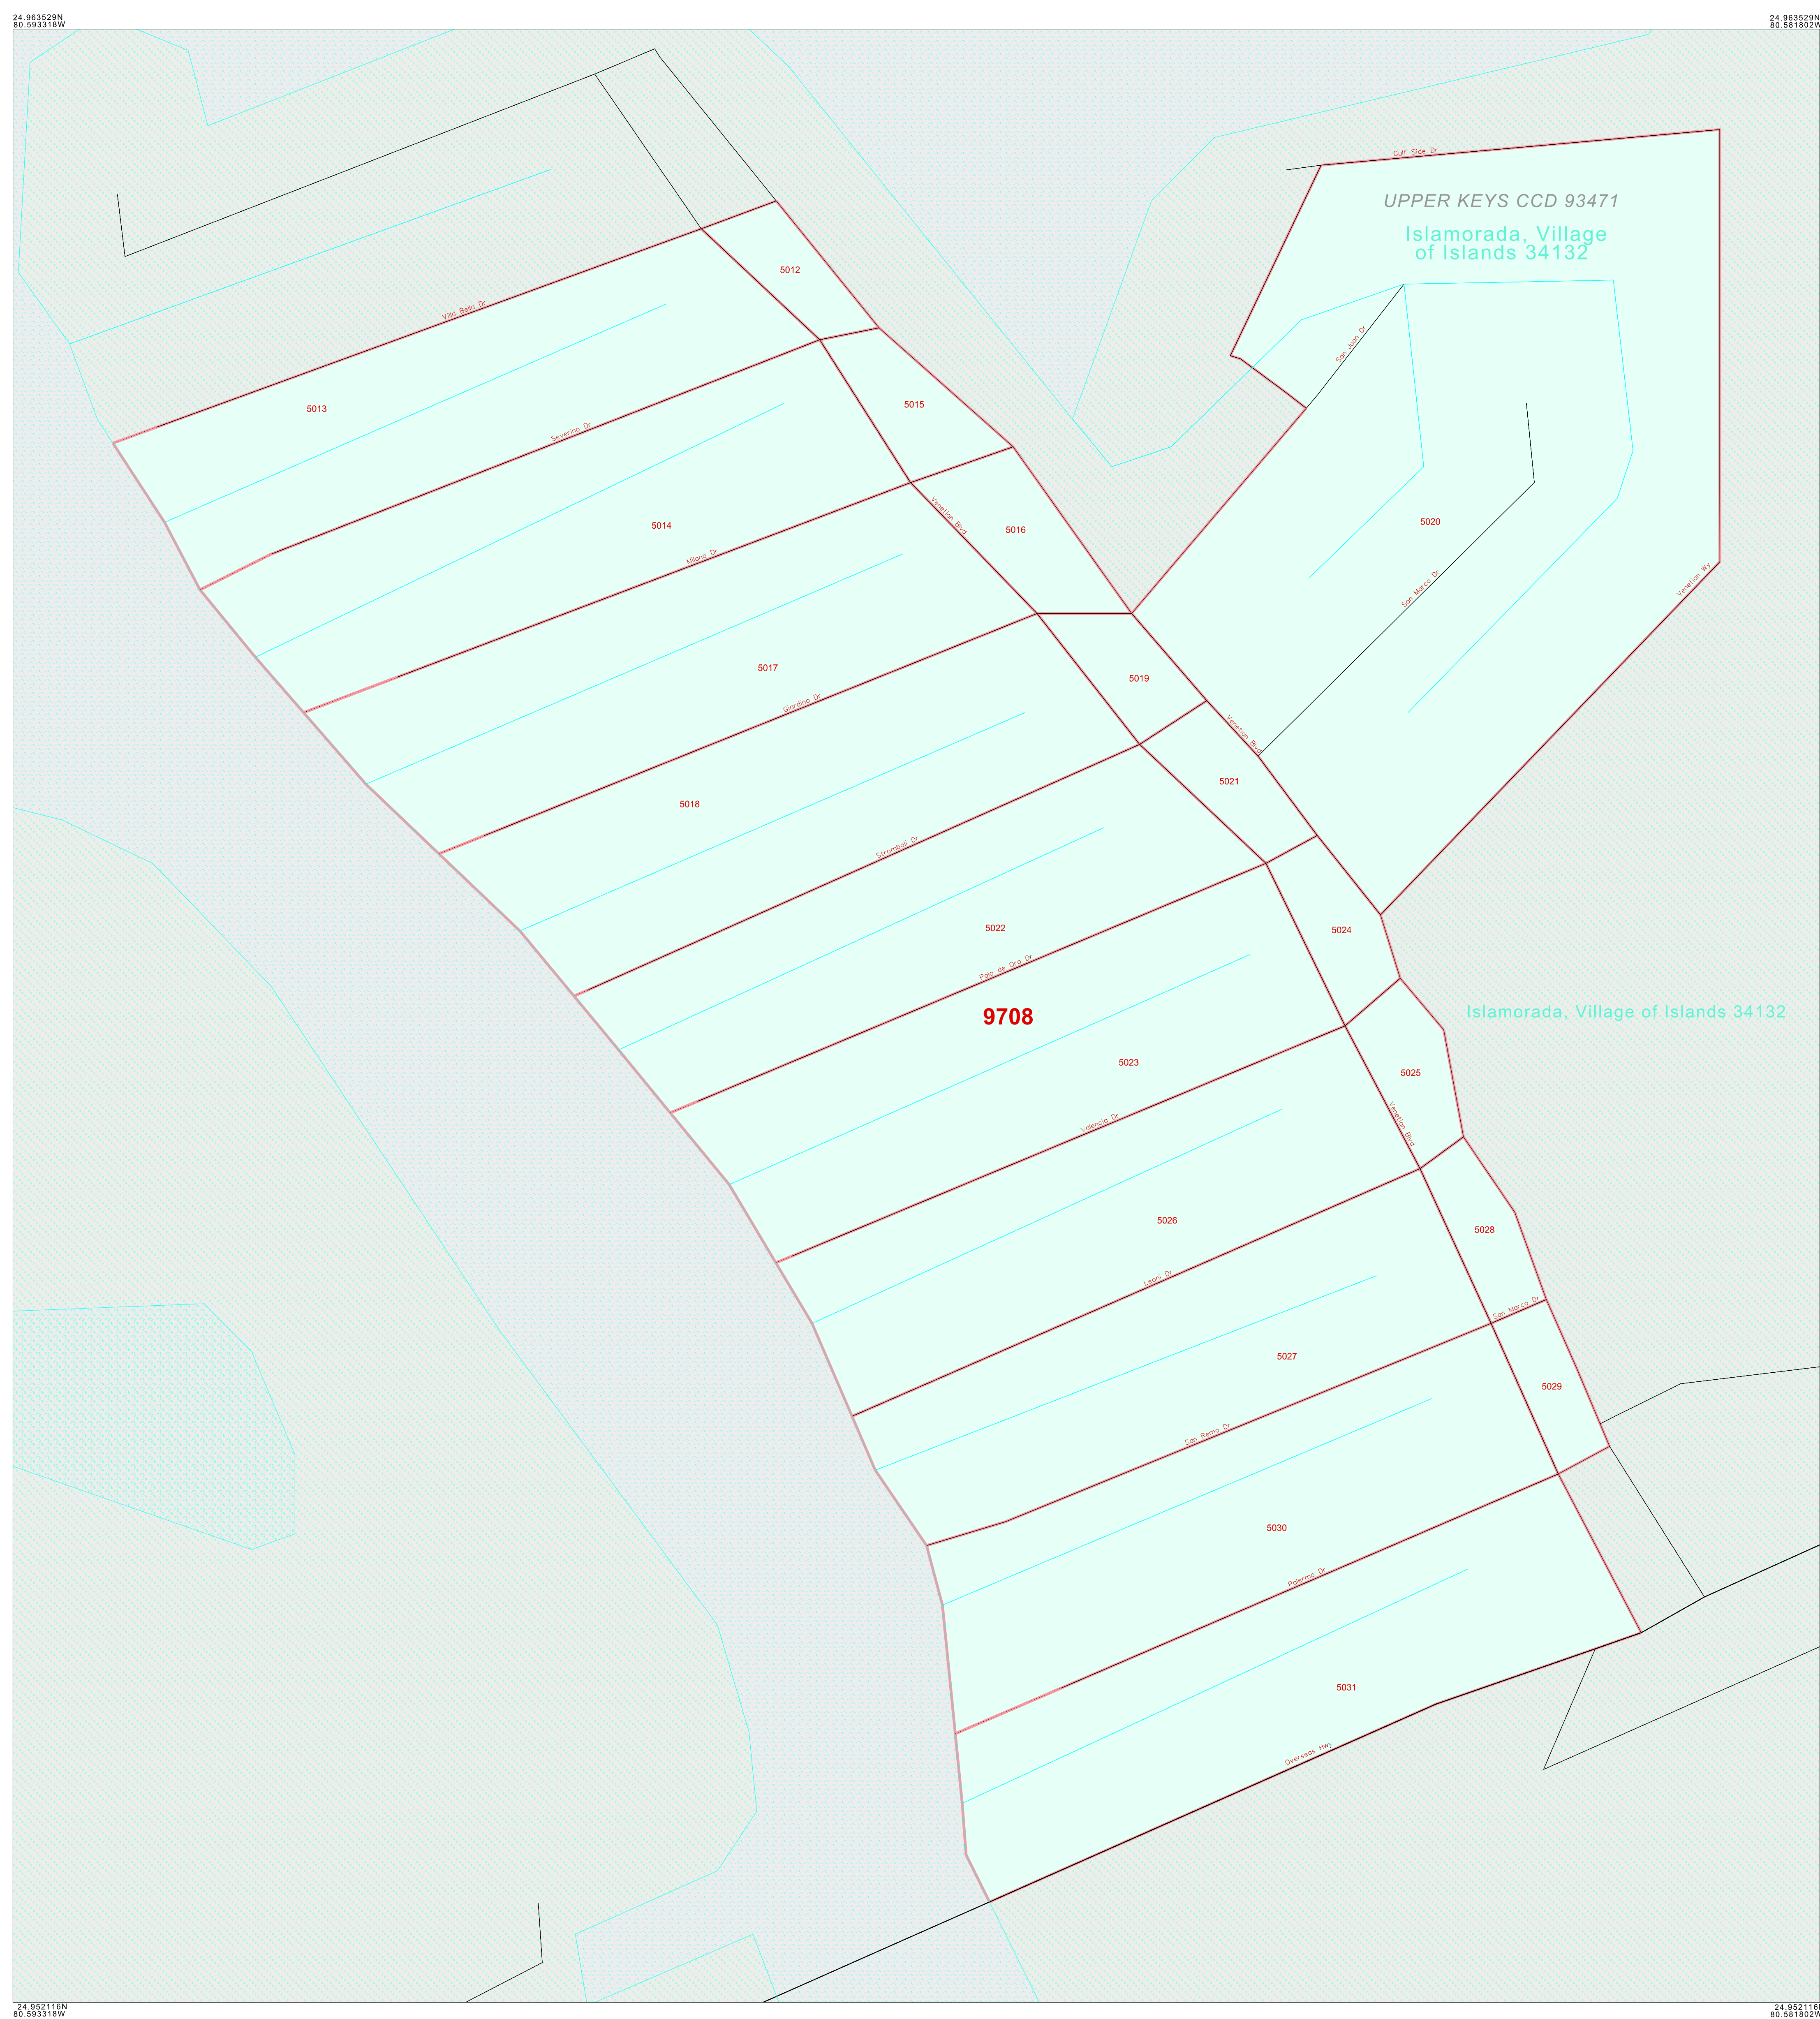 24.963529N
80.593318W
24.963529N
80.581802W
Gulf Side Dr
UPPER KEYS CCD 93471
Islamorada, Village
of Islands 34132
5012
Villa Bella Dr
San Juan Dr
5013
5015
Severino Dr
5014
Venetian Blvd
5016
5020
Milano Dr
San Marco Dr
Venetian Wy
5017
5019
Giardino Dr
Venetian Blvd
5021
5018
Stromboli Dr
5022
5024
Palo de Oro Dr
9708
Islamorada, Village of Islands 34132
5023
5025
Valencia Dr
Venetian Blvd
5026
5028
Leoni Dr
San Marco Dr
5027
5029
San Remo Dr
5030
Palermo Dr
5031
Overseas Hwy
24.952116N
80.593318W
24.952116N
80.581802W